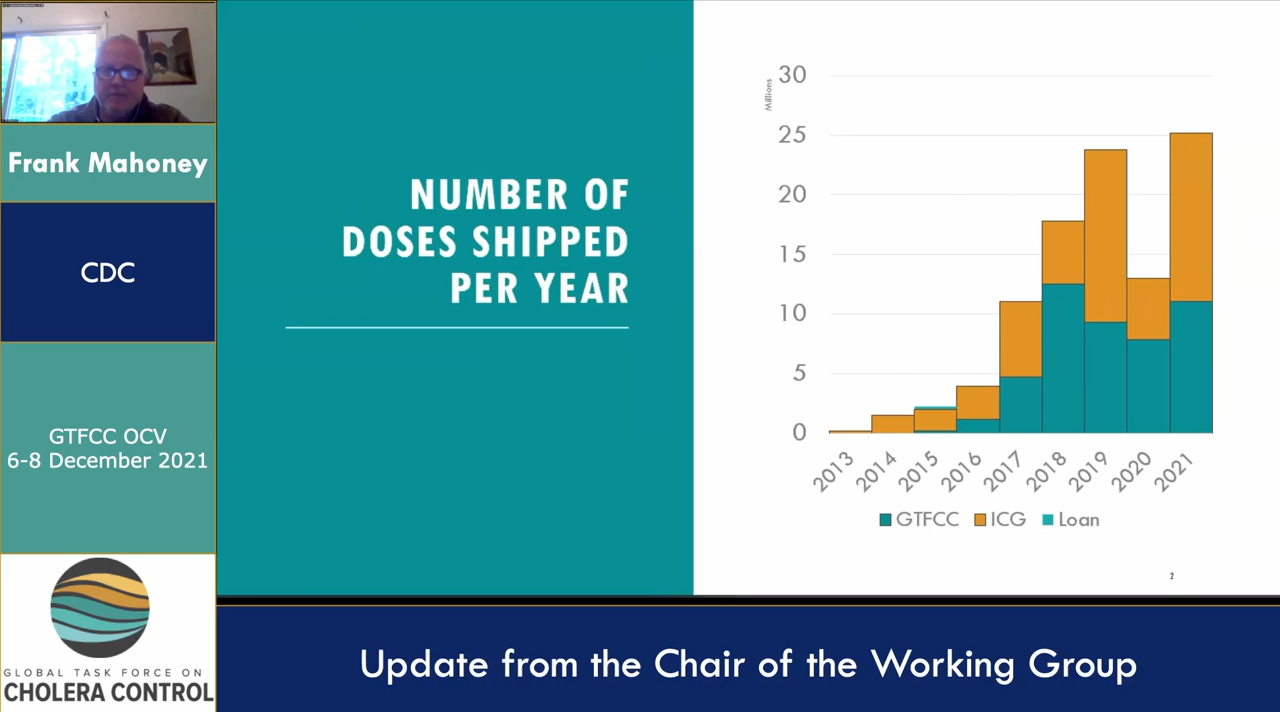 Frank Mahoney
CDC
GTFCC OCV
6-8 December 2021
GLOBAL TASK FORCE ON
CHOLERA CONTROL
NUMBER OF
DOSES SHIPPED
PER YEAR
Millions
30
25
20
15
10
5
0
2013
2014
2015
2016
2017
2018
2019
2020
2021
GTFCC
ICG
Loan
2
Update from the Chair of the Working Group